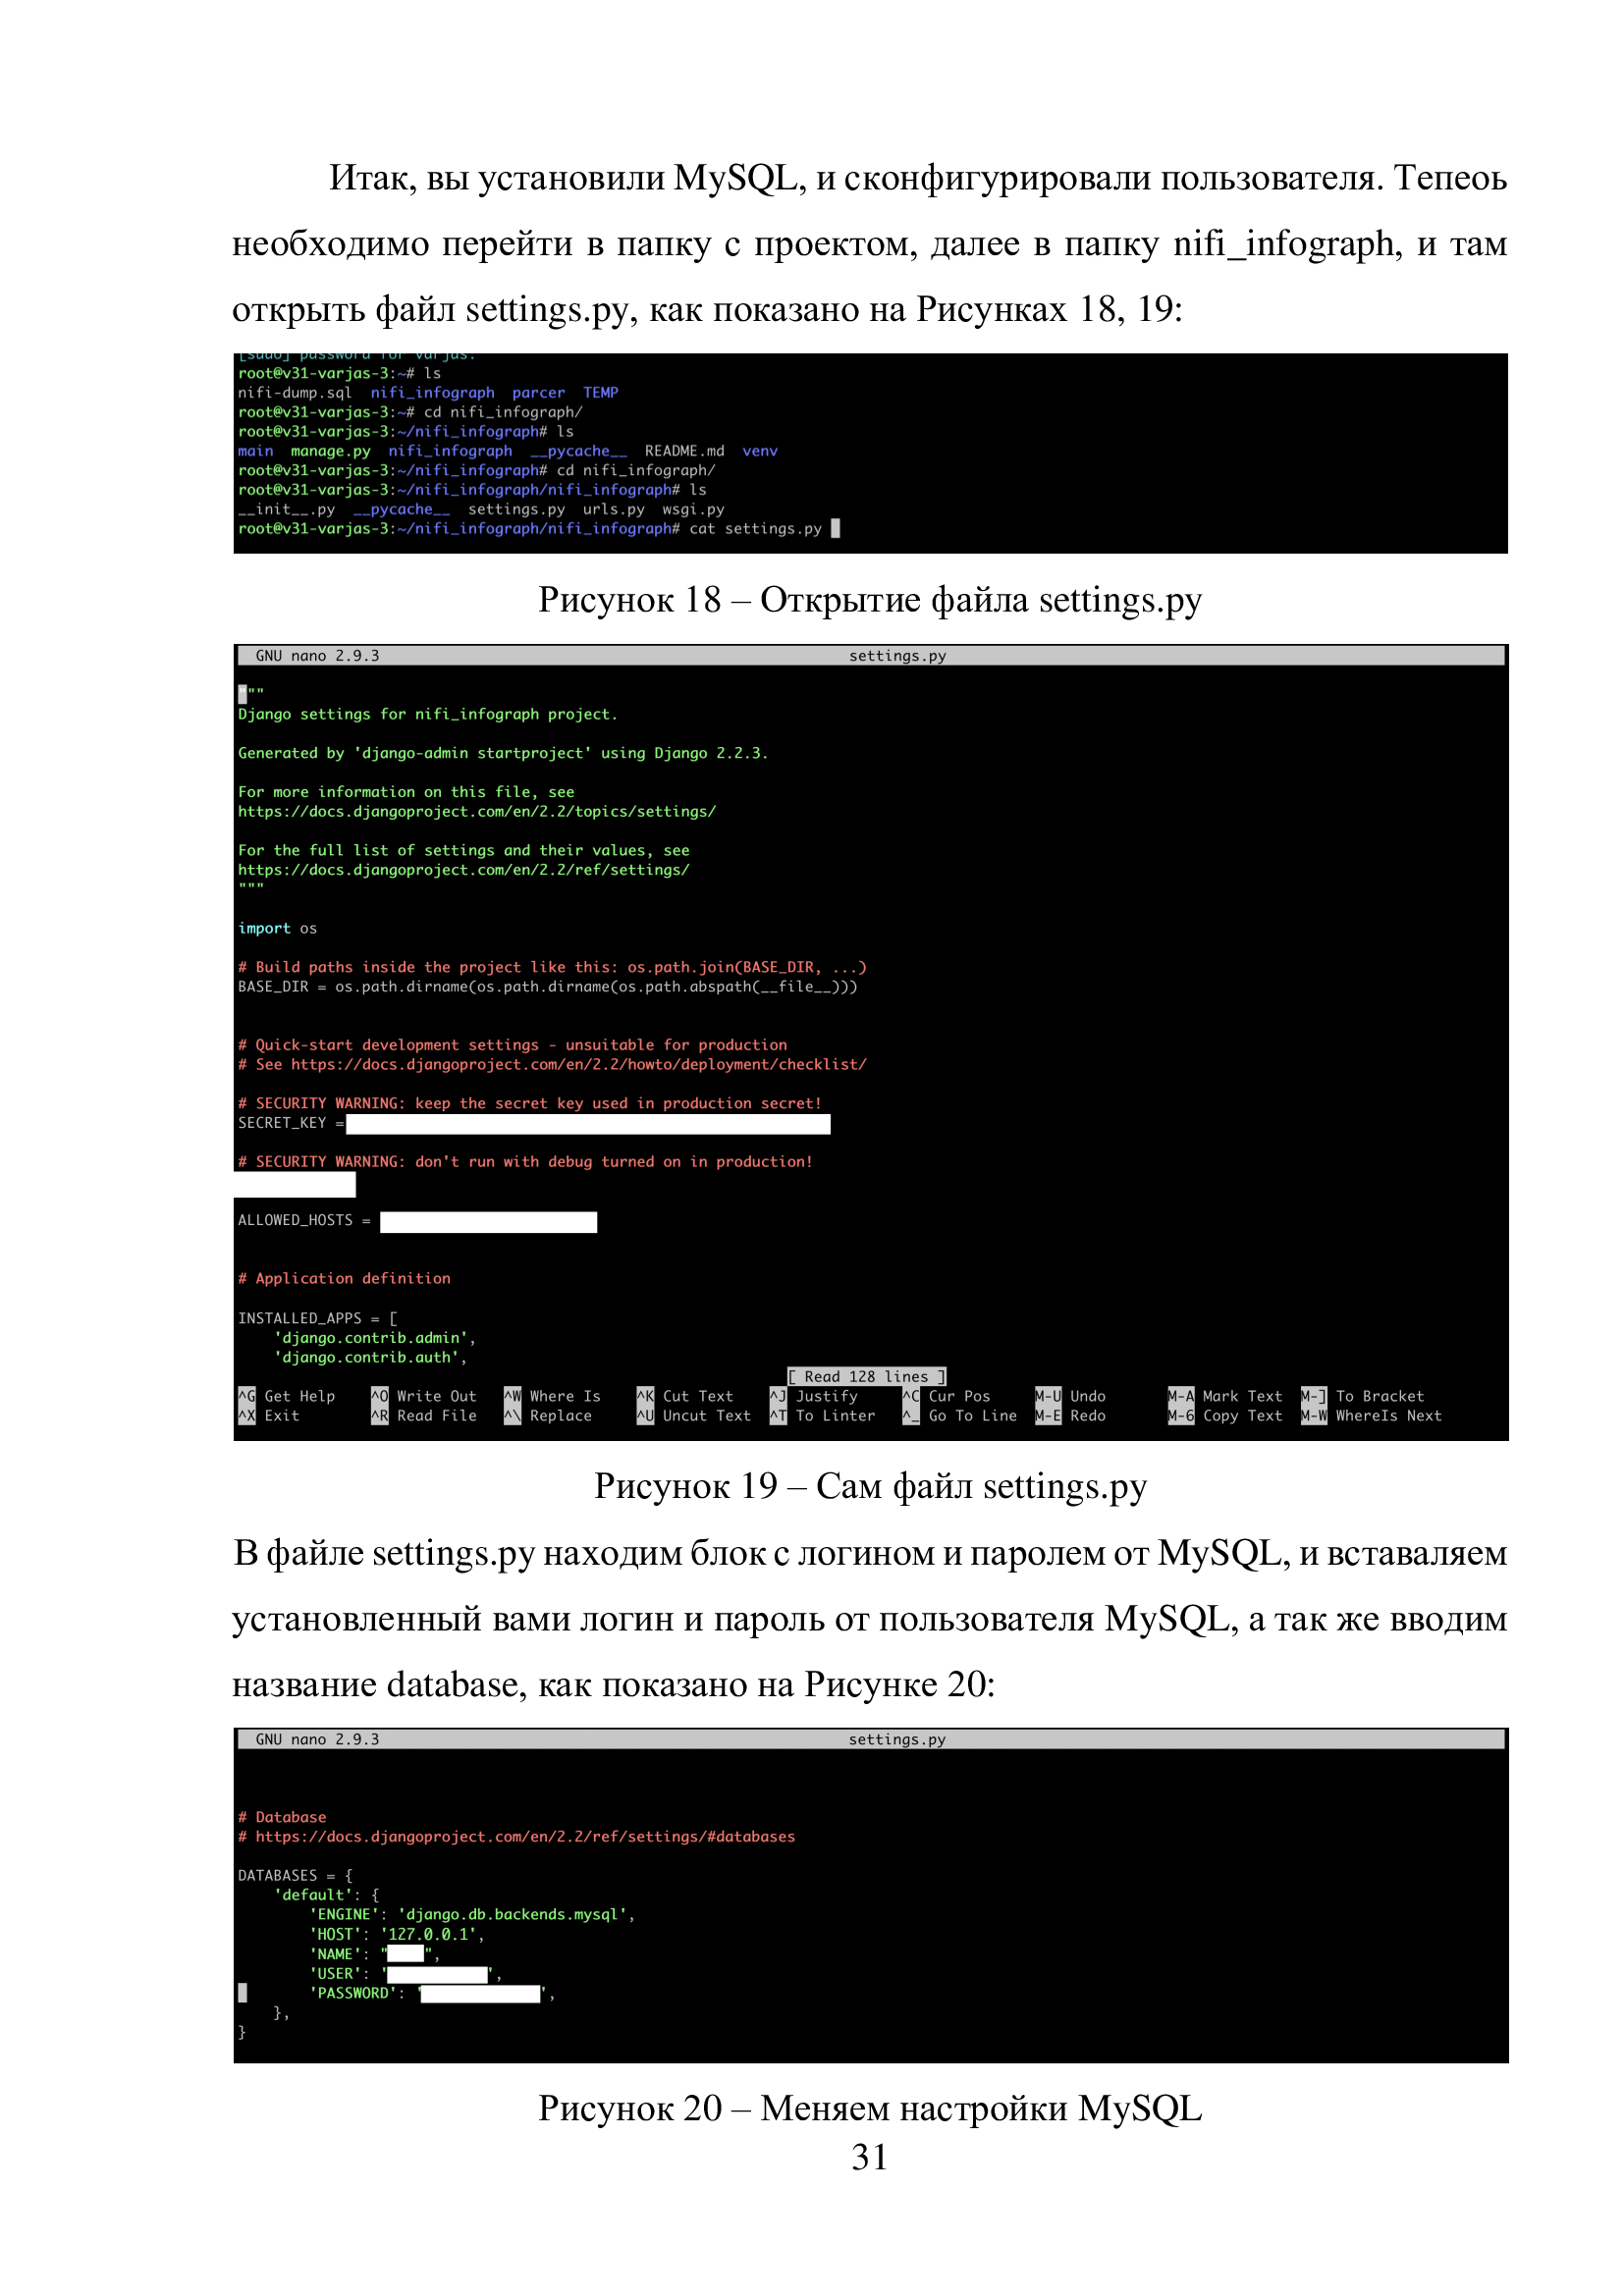 Итак, вы установили MySQL, и сконфигурировали пользователя. Тепеоь
необходимо перейти в папку с проектом, далее в папку nifi_infograph, и там
открыть файл settings.py, как показано на Рисунках 18, 19:
[sudo] password for varjas:
root@v31-varjas-3:~# ls
nifi-dump.sql  nifi_infograph  parcer  TEMP
root@v31-varjas-3:~# cd nifi_infograph/
root@v31-varjas-3:~/nifi_infograph# ls
main  manage.py  nifi_infograph  __pycache__  README.md  venv
root@v31-varjas-3:~/nifi_infograph# cd nifi_infograph/
root@v31-varjas-3:~/nifi_infograph/nifi_infograph# ls
__init__.py  __pycache__  settings.py  urls.py  wsgi.py
root@v31-varjas-3:~/nifi_infograph/nifi_infograph# cat settings.py
Рисунок 18 – Открытие файла settings.py
GNU nano 2.9.3 settings.py
"""
Django settings for nifi_infograph project.
Generated by 'django-admin startproject' using Django 2.2.3.
For more information on this file, see
https://docs.djangoproject.com/en/2.2/topics/settings/
For the full list of settings and their values, see
https://docs.djangoproject.com/en/2.2/ref/settings/
"""
import os
# Build paths inside the project like this: os.path.join(BASE_DIR, ...)
BASE_DIR = os.path.dirname(os.path.dirname(os.path.abspath(__file__)))
# Quick-start development settings - unsuitable for production
# See https://docs.djangoproject.com/en/2.2/howto/deployment/checklist/
# SECURITY WARNING: keep the secret key used in production secret!
SECRET_KEY =
# SECURITY WARNING: don't run with debug turned on in production!
ALLOWED_HOSTS =
# Application definition
INSTALLED_APPS = [
    'django.contrib.admin',
    'django.contrib.auth',
[ Read 128 lines ]
^G Get Help ^O Write Out ^W Where Is ^K Cut Text ^J Justify ^C Cur Pos M-U Undo M-A Mark Text M-] To Bracket
^X Exit ^R Read File ^\ Replace ^U Uncut Text ^T To Linter ^_ Go To Line M-E Redo M-6 Copy Text M-W WhereIs Next
Рисунок 19 – Сам файл settings.py
В файле settings.py находим блок с логином и паролем от MySQL, и вставаляем
установленный вами логин и пароль от пользователя MySQL, а так же вводим
название database, как показано на Рисунке 20:
GNU nano 2.9.3 settings.py
# Database
# https://docs.djangoproject.com/en/2.2/ref/settings/#databases
DATABASES = {
    'default': {
        'ENGINE': 'django.db.backends.mysql',
        'HOST': '127.0.0.1',
        'NAME': "",
        'USER': '',
        'PASSWORD': '',
    },
}
Рисунок 20 – Меняем настройки MySQL
31